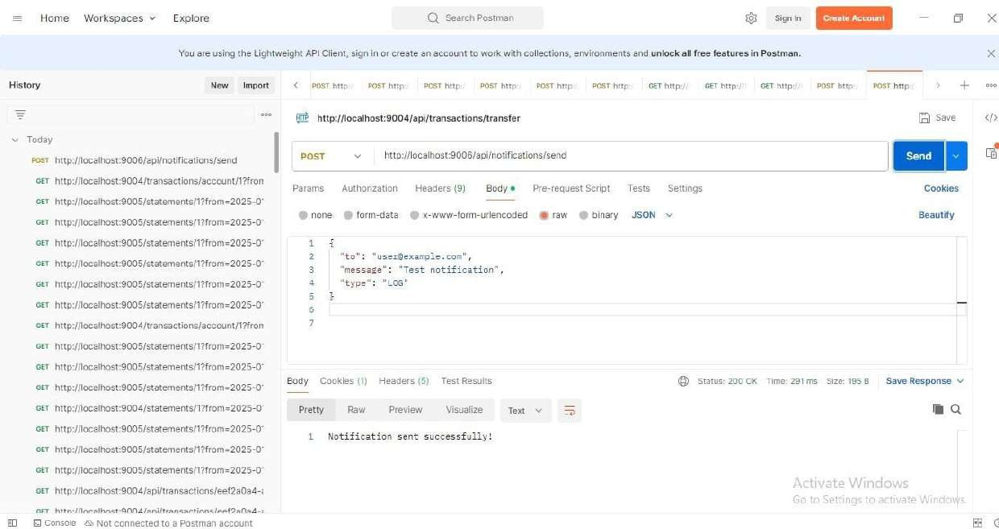 Home Workspaces Explore Search Postman Sign In Create Account
You are using the Lightweight API Client, sign in or create an account to work with collections, environments and unlock all free features in Postman.
History New Import
POST http:/ POST http:/ POST http:/ POST http:/ POST http:/ POST http:/ GET http:// GET http:// GET http:// POST http:/ POST http:/
HTTP http://localhost:9004/api/transactions/transfer Save
Today
POST http://localhost:9006/api/notifications/send
GET http://localhost:9004/transactions/account/1?from
GET http://localhost:9005/statements/1?from=2025-0
GET http://localhost:9005/statements/1?from=2025-0
GET http://localhost:9005/statements/1?from=2025-0
GET http://localhost:9005/statements/1?from=2025-0
GET http://localhost:9005/statements/1?from=2025-0
GET http://localhost:9005/statements/1?from=2025-0
GET http://localhost:9004/transactions/account/1?from
GET http://localhost:9005/statements/1?from=2025-0
GET http://localhost:9005/statements/1?from=2025-0
GET http://localhost:9005/statements/1?from=2025-0
GET http://localhost:9004/statements/1?from=2025-0
GET http://localhost:9005/statements/1?from=2025-0
GET http://localhost:9005/statements/1?from=2025-0
GET http://localhost:9005/statements/1?from=2025-0
GET http://localhost:9004/api/transactions/eef2a0a4-
GET http://localhost:9004/api/transactions/eef2a0a4-
POST http://localhost:9006/api/notifications/send Send
Params Authorization Headers (9) Body Pre-request Script Tests Settings Cookies
none form-data x-www-form-urlencoded raw binary JSON Beautify
1 {
2 "to": "user@example.com",
3 "message": "Test notification",
4 "type": "LOG"
5 }
6
7
Body Cookies (1) Headers (5) Test Results Status: 200 OK Time: 291 ms Size: 195 B Save Response
Pretty Raw Preview Visualize Text
1 Notification sent successfully!
Activate Windows
Go to Settings to activate Windows.
Console Not connected to a Postman account